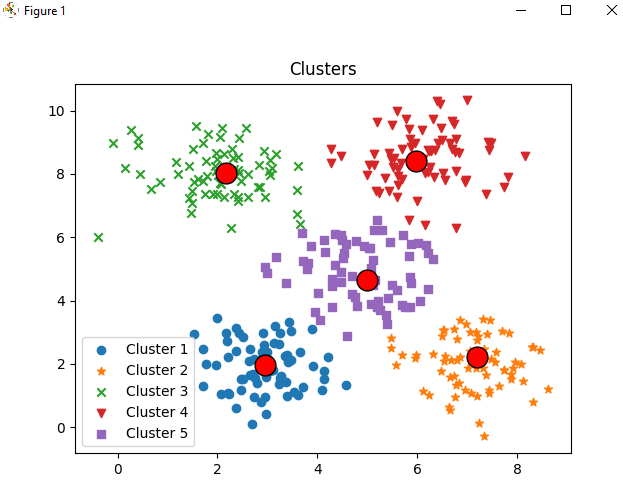 Figure 1
Clusters
10
8
6
4
2
0
Cluster 1
Cluster 2
Cluster 3
Cluster 4
Cluster 5
0 2 4 6 8